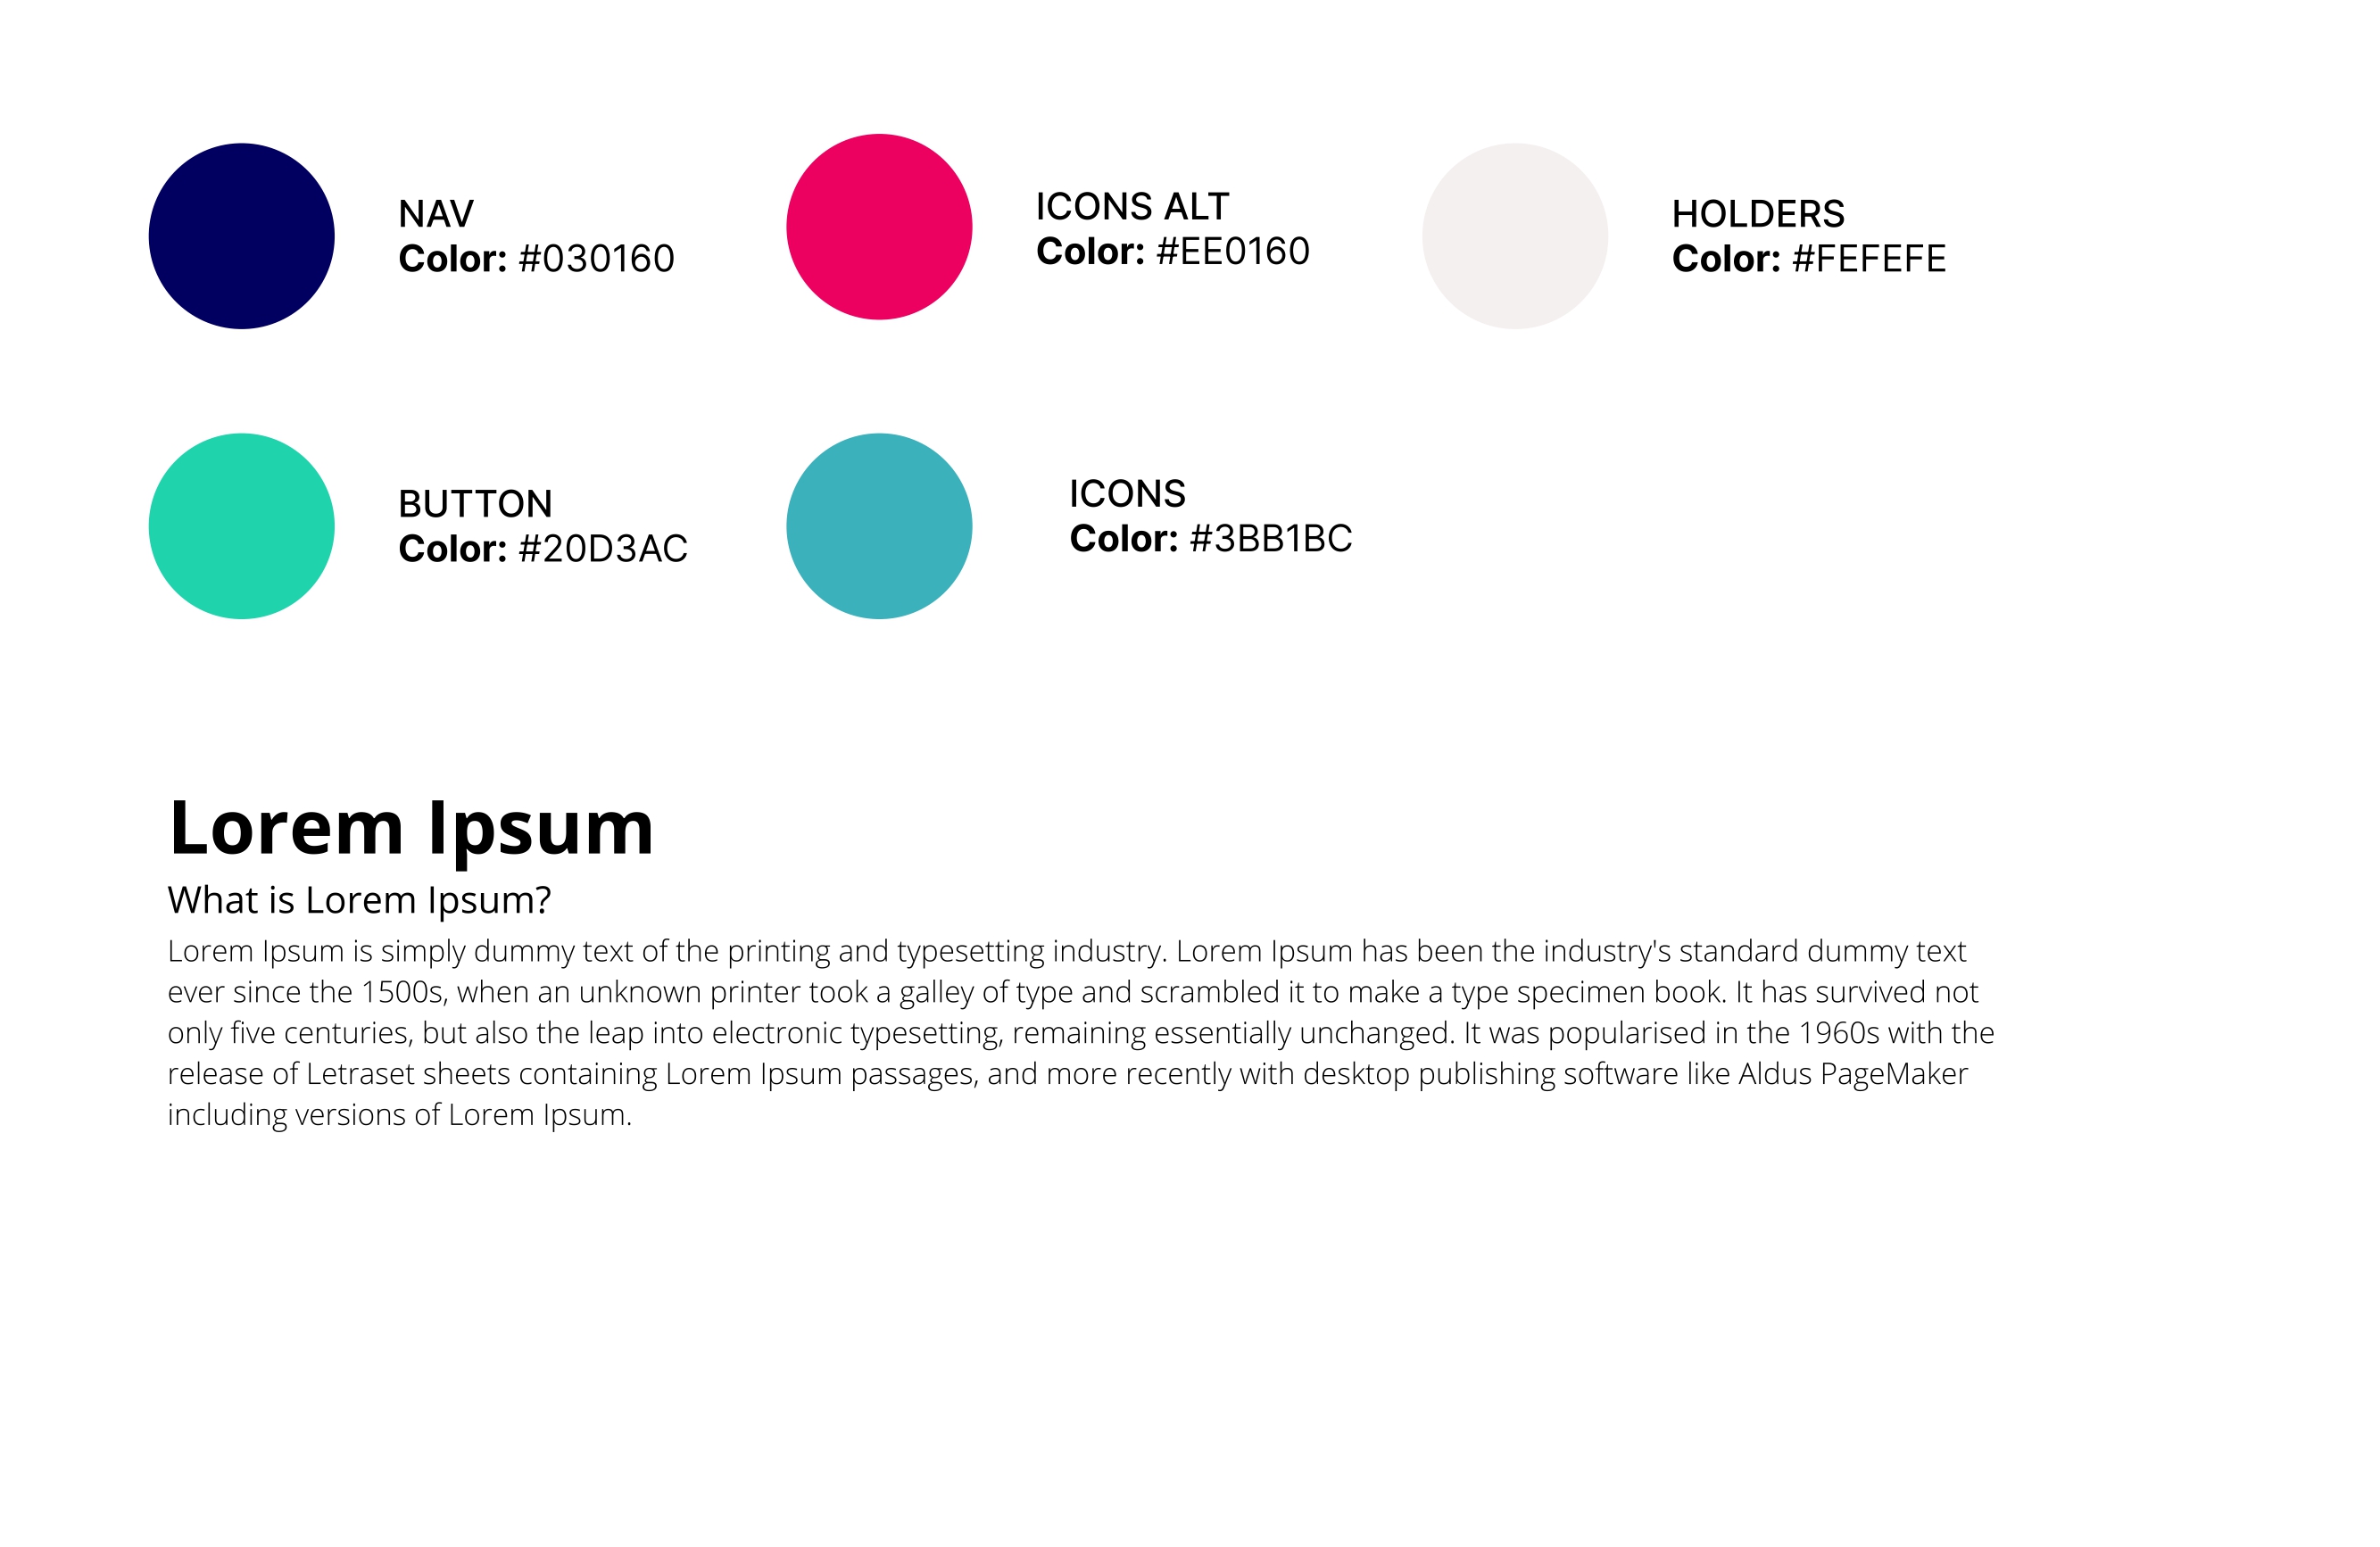 NAV
Color: #030160
ICONS ALT
Color: #EE0160
HOLDERS
Color: #FEFEFE
BUTTON
Color: #20D3AC
ICONS
Color: #3BB1BC
Lorem Ipsum
What is Lorem Ipsum?
Lorem Ipsum is simply dummy text of the printing and typesetting industry. Lorem Ipsum has been the industry's standard dummy text
ever since the 1500s, when an unknown printer took a galley of type and scrambled it to make a type specimen book. It has survived not
only five centuries, but also the leap into electronic typesetting, remaining essentially unchanged. It was popularised in the 1960s with the
release of Letraset sheets containing Lorem Ipsum passages, and more recently with desktop publishing software like Aldus PageMaker
including versions of Lorem Ipsum.